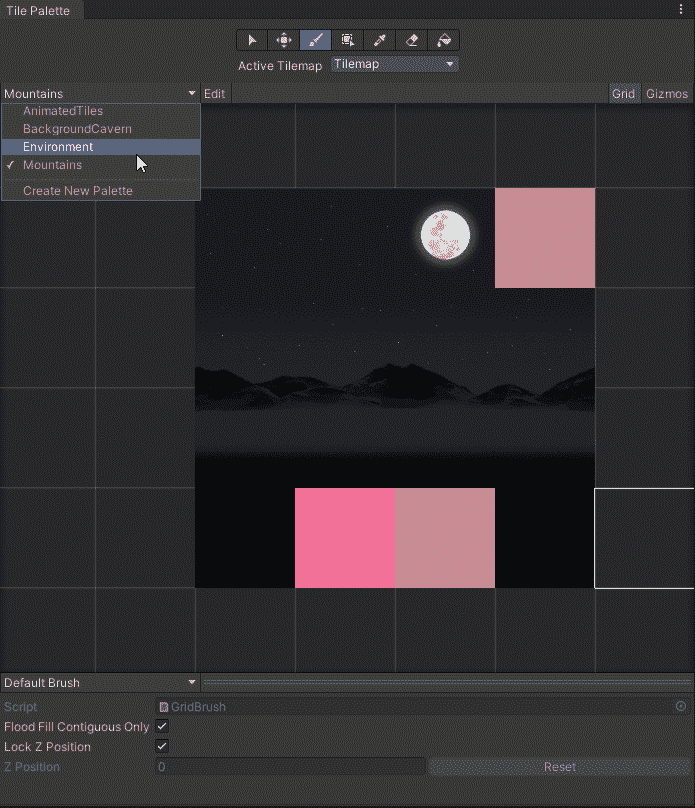 Tile Palette
Active Tilemap Tilemap
Mountains Edit Grid Gizmos
AnimatedTiles
BackgroundCavern
Environment
Mountains
Create New Palette
Default Brush
Script GridBrush
Flood Fill Contiguous Only
Lock Z Position
Z Position 0 Reset